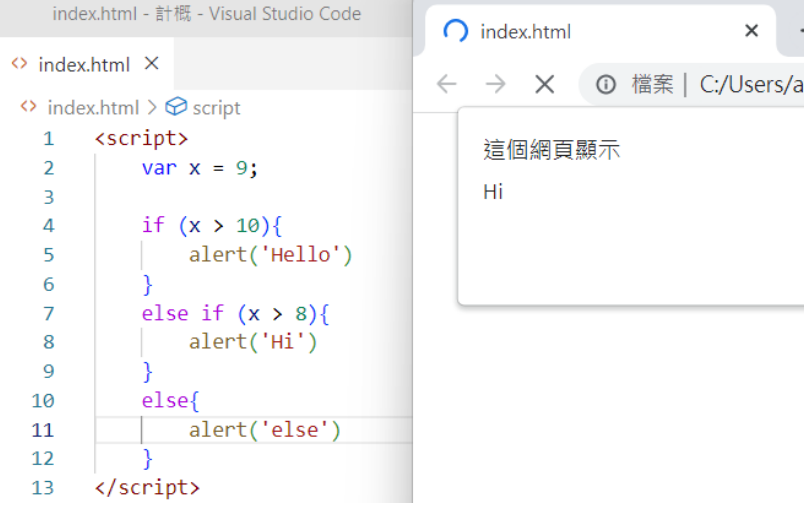 index.html - 計概 - Visual Studio Code
index.html
index.html > script
1 <script>
2 var x = 9;
3
4 if (x > 10){
5 alert('Hello')
6 }
7 else if (x > 8){
8 alert('Hi')
9 }
10 else{
11 alert('else')
12 }
13 </script>
index.html
檔案 | C:/Users/a
這個網頁顯示
Hi